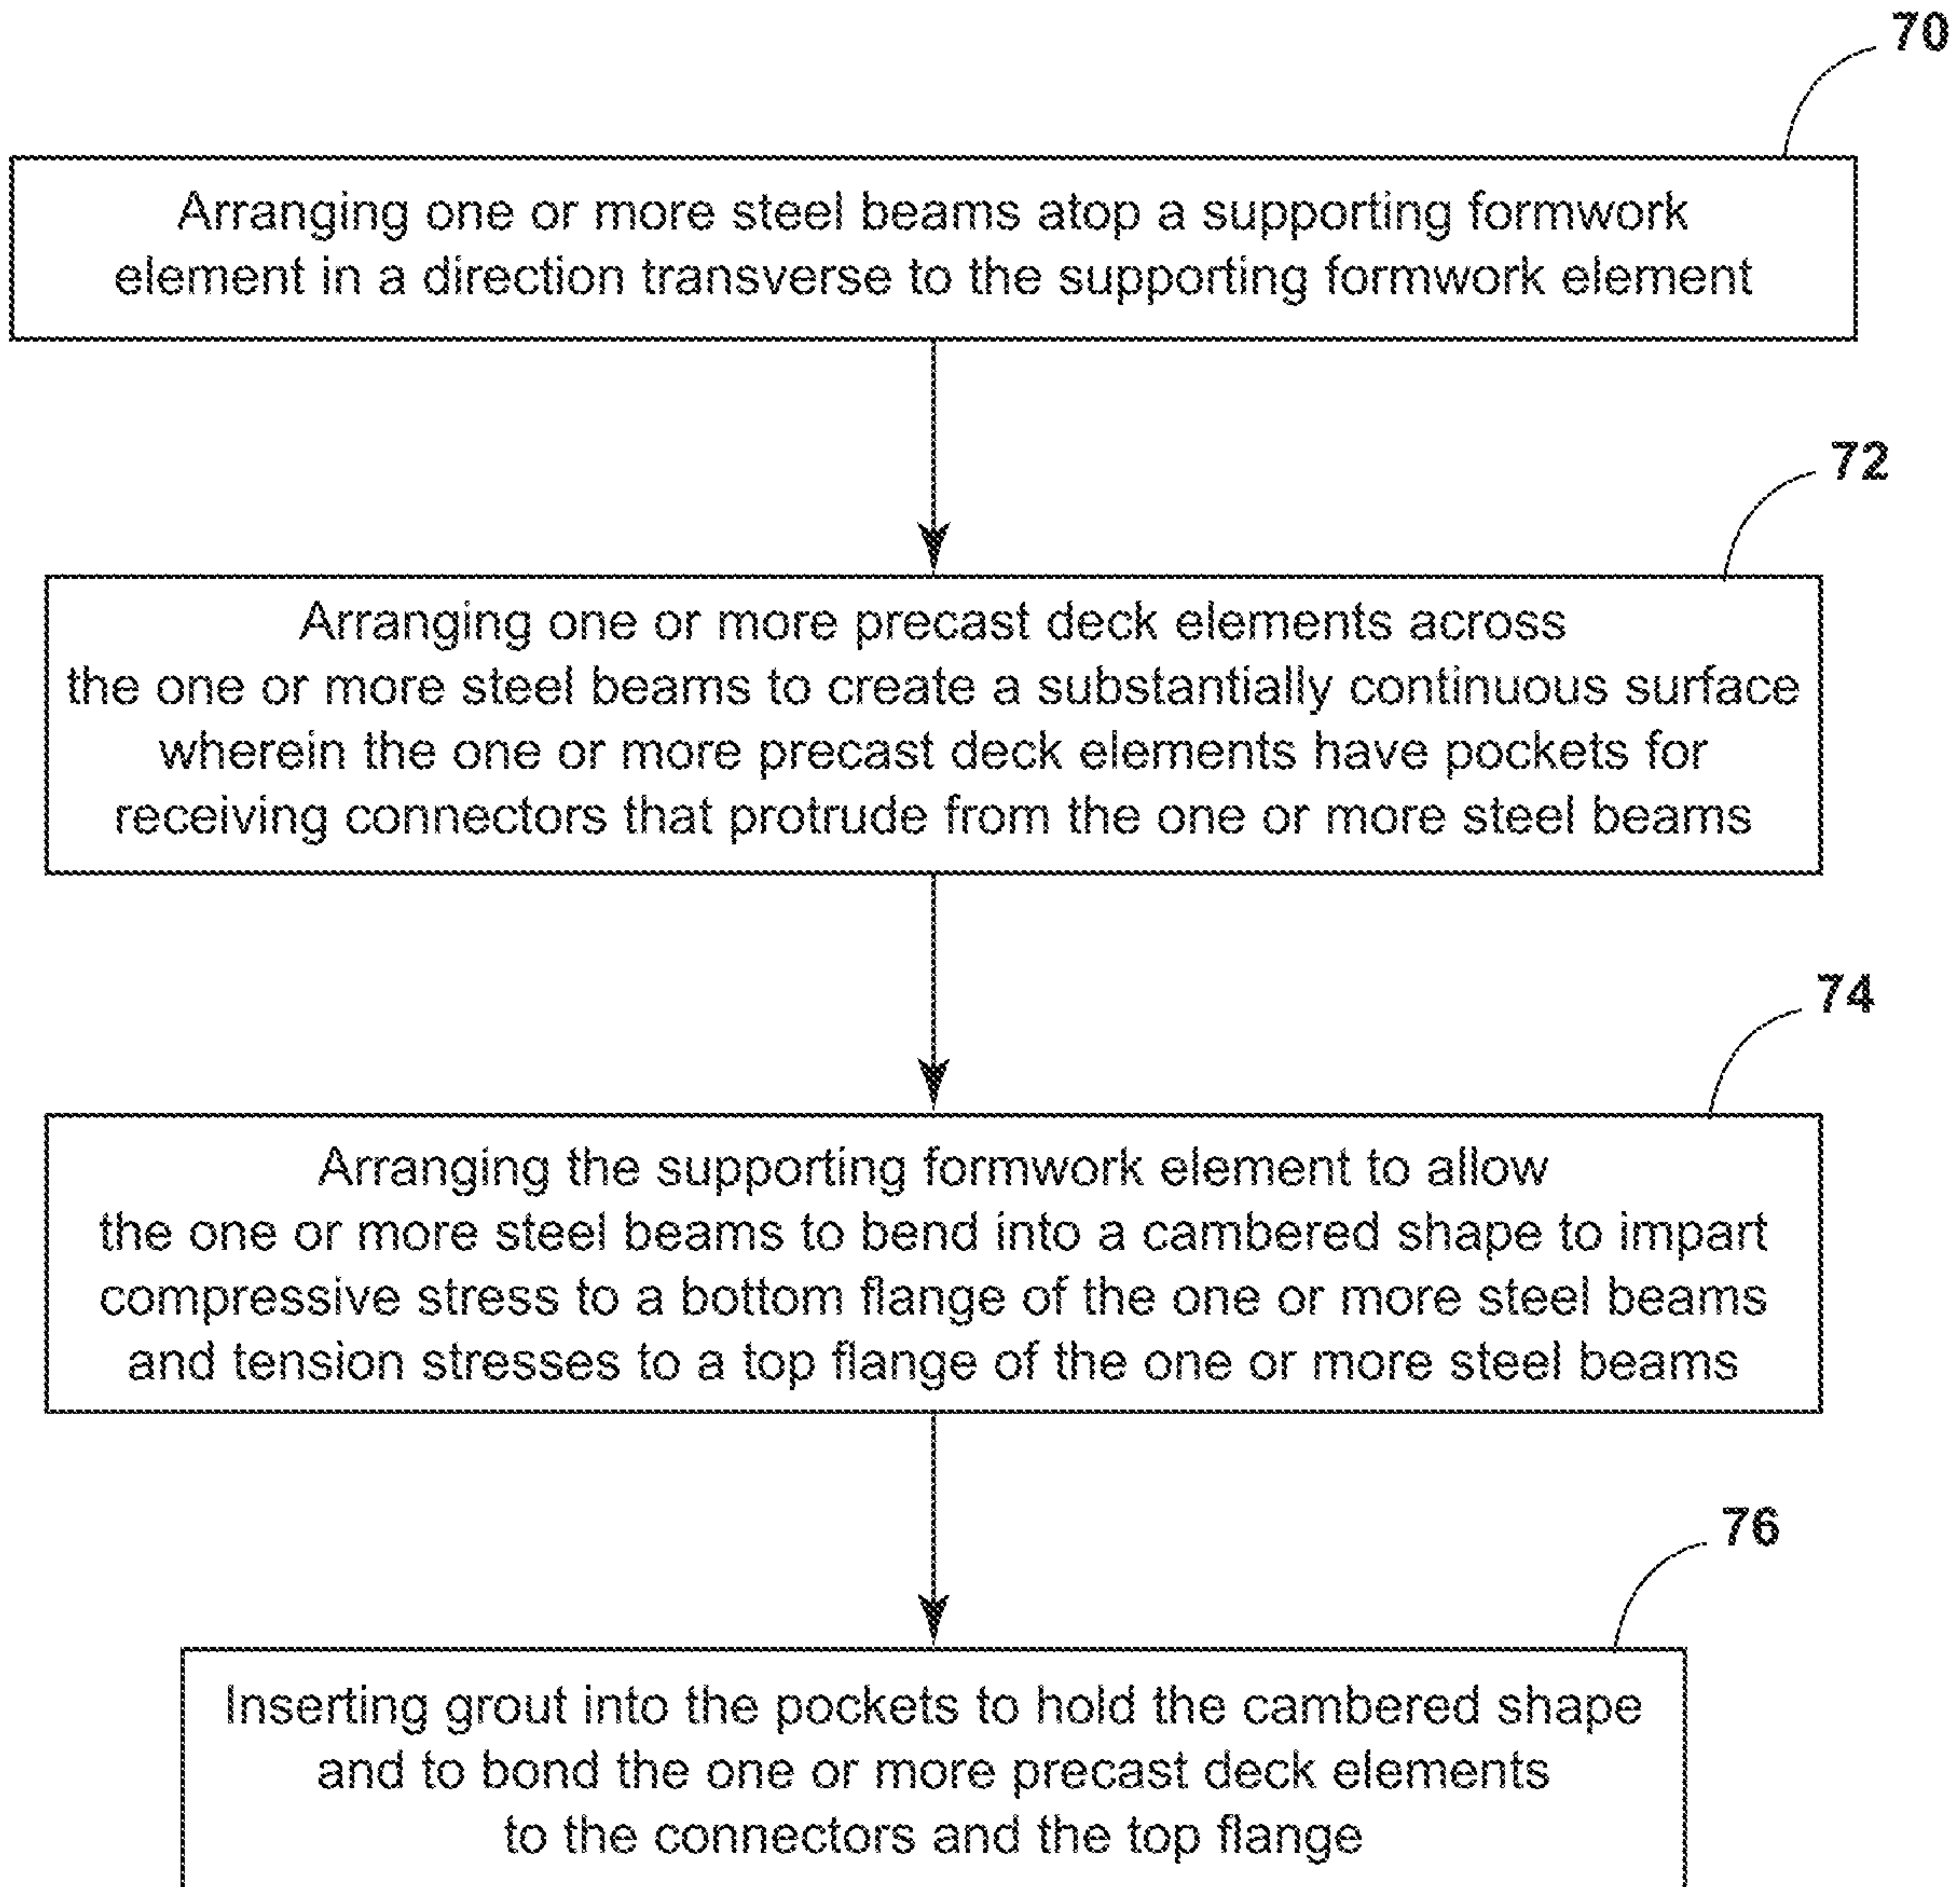 70
Arranging one or more steel beams atop a supporting formwork
element in a direction transverse to the supporting formwork element
72
Arranging one or more precast deck elements across
the one or more steel beams to create a substantially continuous surface
wherein the one or more precast deck elements have pockets for
receiving connectors that protrude from the one or more steel beams
74
Arranging the supporting formwork element to allow
the one or more steel beams to bend into a cambered shape to impart
compressive stress to a bottom flange of the one or more steel beams
and tension stresses to a top flange of the one or more steel beams
76
Inserting grout into the pockets to hold the cambered shape
and to bond the one or more precast deck elements
to the connectors and the top flange